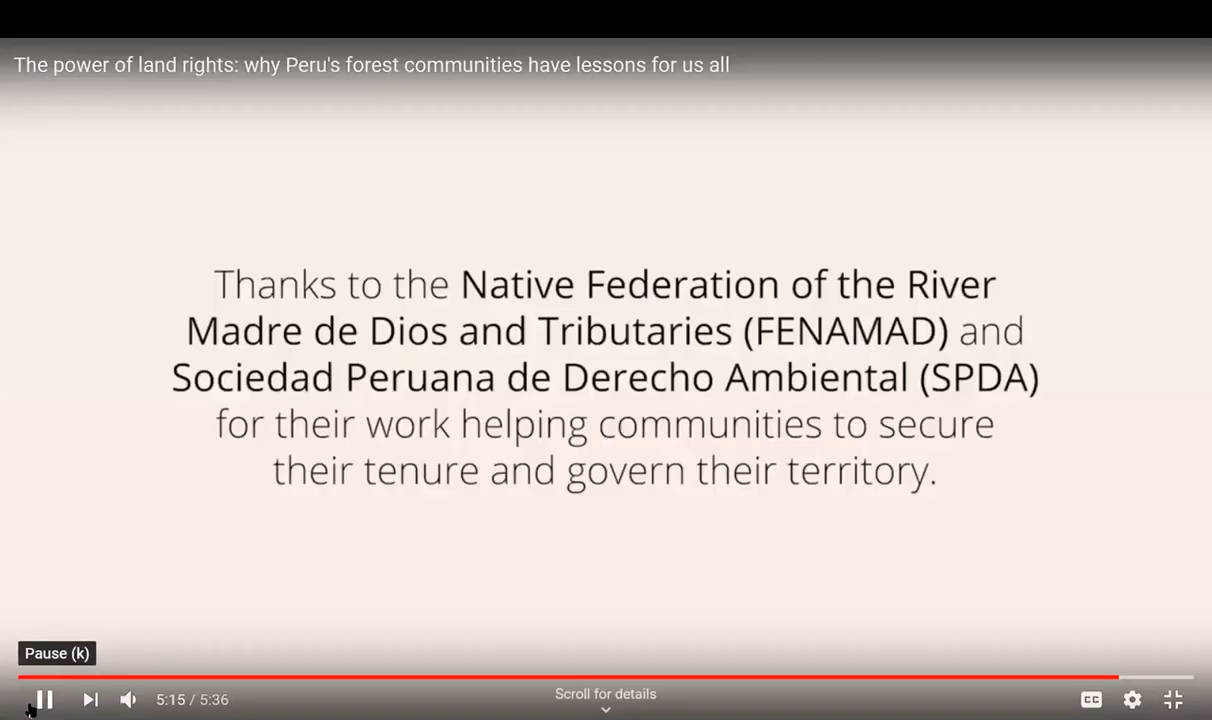 The power of land rights: why Peru's forest communities have lessons for us all
Thanks to the Native Federation of the River
Madre de Dios and Tributaries (FENAMAD) and
Sociedad Peruana de Derecho Ambiental (SPDA)
for their work helping communities to secure
their tenure and govern their territory.
Pause (k)
5:15 / 5:36
Scroll for details
CC